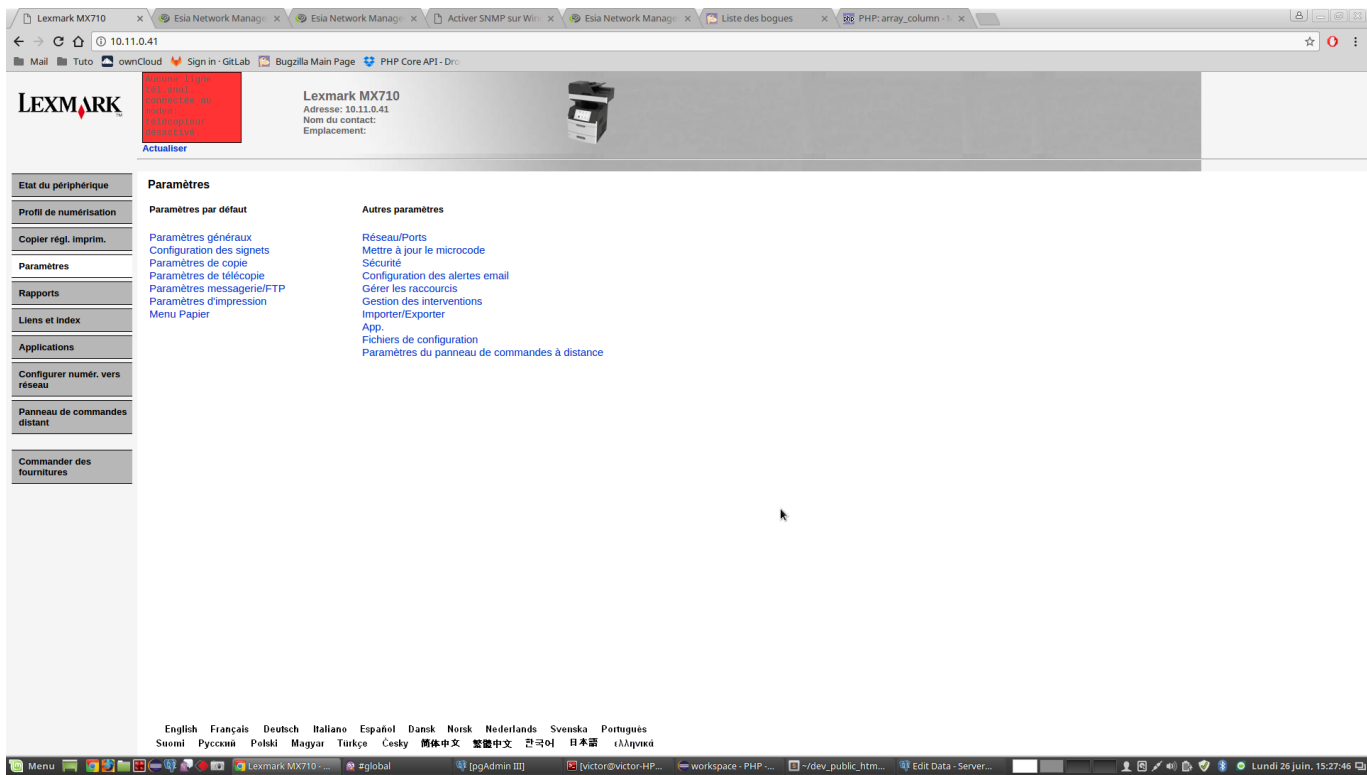 Lexmark MX710
Esia Network Manage
Esia Network Manage
Activer SNMP sur Win
Esia Network Manage
Liste des bogues
PHP: array_column - M
10.11.0.41
Mail
Tuto
ownCloud
Sign in · GitLab
Bugzilla Main Page
PHP Core API - Dro
LEXMARK
TM
Aucune ligne
tél.anal.
connectée au
modem
télécopieur
désactivé.
Actualiser
Lexmark MX710
Adresse: 10.11.0.41
Nom du contact:
Emplacement:
Etat du périphérique
Profil de numérisation
Copier régl. imprim.
Paramètres
Rapports
Liens et index
Applications
Configurer numér. vers
réseau
Panneau de commandes
distant
Commander des
fournitures
Paramètres
Paramètres par défaut
Paramètres généraux
Configuration des signets
Paramètres de copie
Paramètres de télécopie
Paramètres messagerie/FTP
Paramètres d'impression
Menu Papier
Autres paramètres
Réseau/Ports
Mettre à jour le microcode
Sécurité
Configuration des alertes email
Gérer les raccourcis
Gestion des interventions
Importer/Exporter
App.
Fichiers de configuration
Paramètres du panneau de commandes à distance
English Français Deutsch Italiano Español Dansk Norsk Nederlands Svenska Português
Suomi Русский Polski Magyar Türkçe Česky 简体中文 繁體中文 한국어 日本語 ελληνικά
Menu
Lexmark MX710 - ...
#global
[pgAdmin III]
[victor@victor-HP...
workspace - PHP -...
~/dev_public_htm...
Edit Data - Server...
Lundi 26 juin, 15:27:46